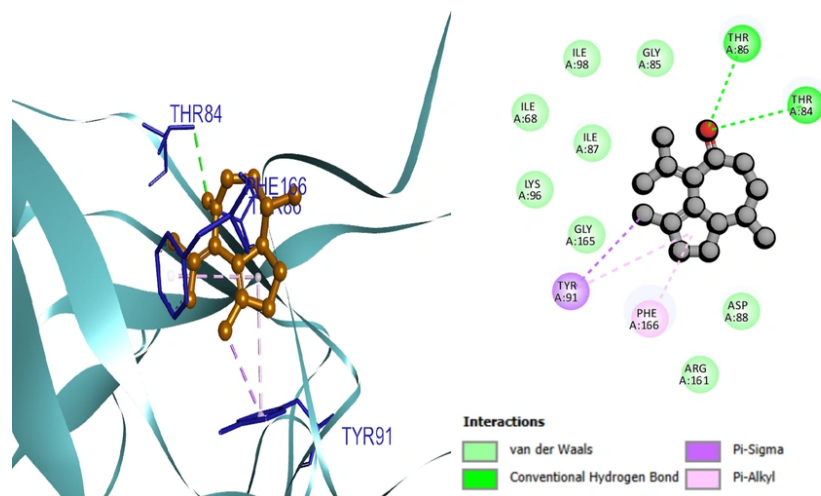 THR84
PHE166
THR86
TYR91
THR
A:86
ILE
A:98
GLY
A:85
THR
A:84
ILE
A:68
ILE
A:87
LYS
A:96
GLY
A:165
TYR
A:91
PHE
A:166
ASP
A:88
ARG
A:161
Interactions
van der Waals
Conventional Hydrogen Bond
Pi-Sigma
Pi-Alkyl